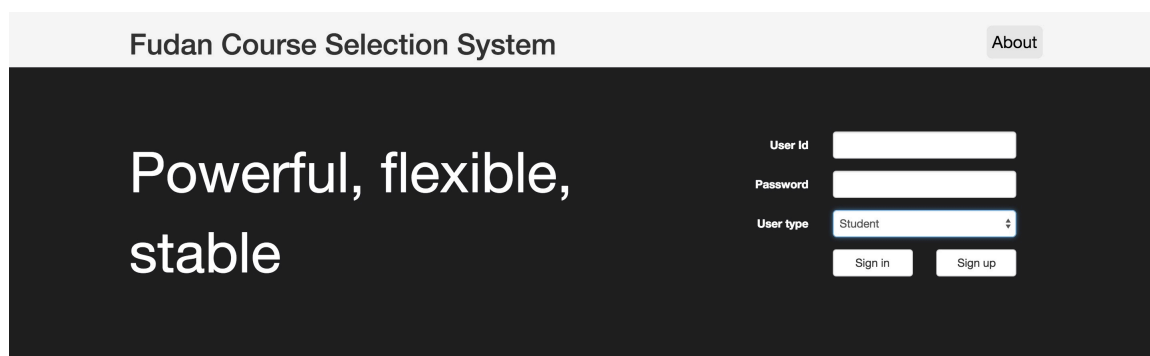 Fudan Course Selection System
About
Powerful, flexible,
stable
User Id
Password
User type
Student
Sign in
Sign up